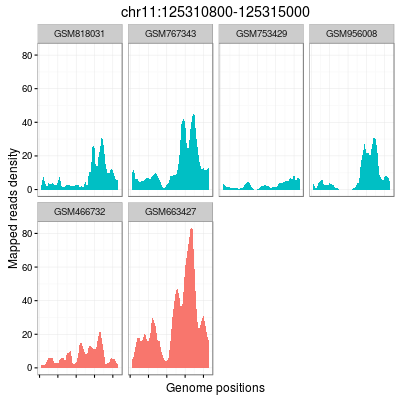 chr11:125310800-125315000
GSM818031 GSM767343 GSM753429 GSM956008
80
60
40
20
0
Mapped reads density
GSM466732 GSM663427
80
60
40
20
0
Genome positions